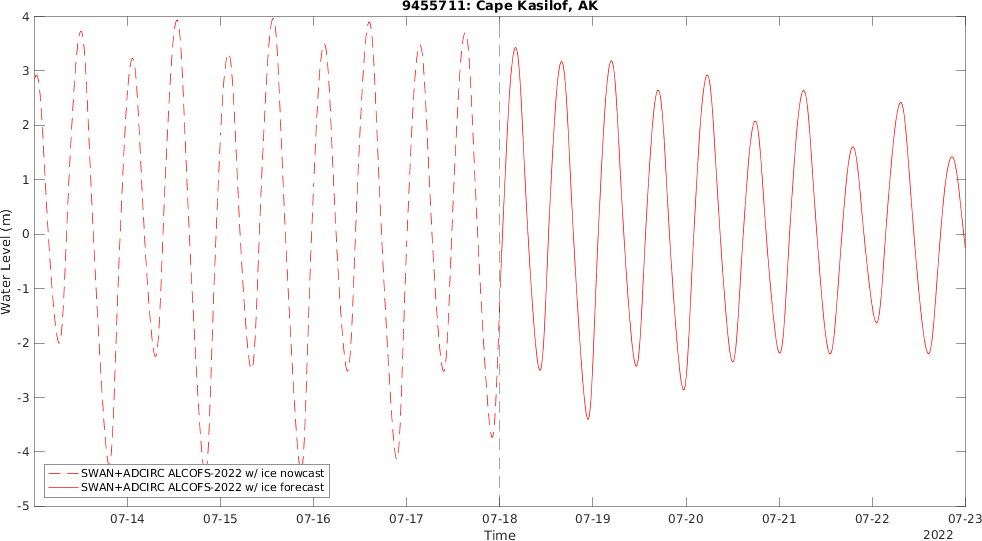 9455711: Cape Kasilof, AK
Water Level (m)
4
3
2
1
0
-1
-2
-3
-4
-5
SWAN+ADCIRC ALCOFS-2022 w/ ice nowcast
SWAN+ADCIRC ALCOFS-2022 w/ ice forecast
07-14 07-15 07-16 07-17 07-18 07-19 07-20 07-21 07-22 07-23
Time
2022